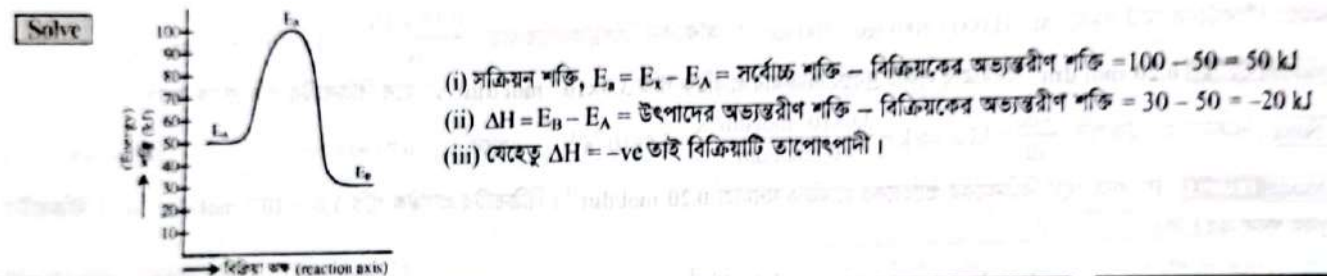 Solve
100
90
80
70
60
50
40
30
20
10
(Energy)
শক্তি (kJ)
Eₐ
E_B
বিক্রিয়া অক্ষ (reaction axis)
(i) সক্রিয়ন শক্তি, Eₐ = Eₓ − E_A = সর্বোচ্চ শক্তি − বিক্রিয়কের অভ্যন্তরীণ শক্তি =100 − 50 = 50 kJ
(ii) ΔH = E_B − E_A = উৎপাদের অভ্যন্তরীণ শক্তি − বিক্রিয়কের অভ্যন্তরীণ শক্তি = 30 − 50 = −20 kJ
(iii) যেহেতু ΔH = −ve তাই বিক্রিয়াটি তাপোৎপাদী।